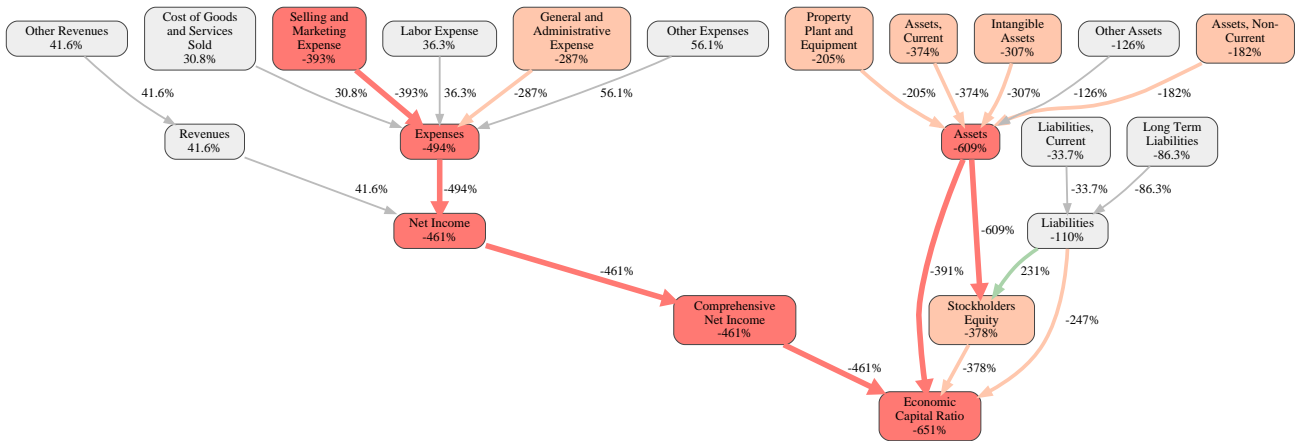 Other Revenues
41.6%
Cost of Goods
and Services
Sold
30.8%
Selling and
Marketing
Expense
-393%
Labor Expense
36.3%
General and
Administrative
Expense
-287%
Other Expenses
56.1%
Property
Plant and
Equipment
-205%
Assets,
Current
-374%
Intangible
Assets
-307%
Other Assets
-126%
Assets, Non-
Current
-182%
41.6%
30.8%
-393%
36.3%
-287%
56.1%
-205%
-374%
-307%
-126%
-182%
Revenues
41.6%
Expenses
-494%
Assets
-609%
Liabilities,
Current
-33.7%
Long Term
Liabilities
-86.3%
41.6%
-494%
-33.7%
-86.3%
Net Income
-461%
Liabilities
-110%
-461%
-391%
-609%
231%
-247%
Comprehensive
Net Income
-461%
Stockholders
Equity
-378%
-461%
-378%
Economic
Capital Ratio
-651%